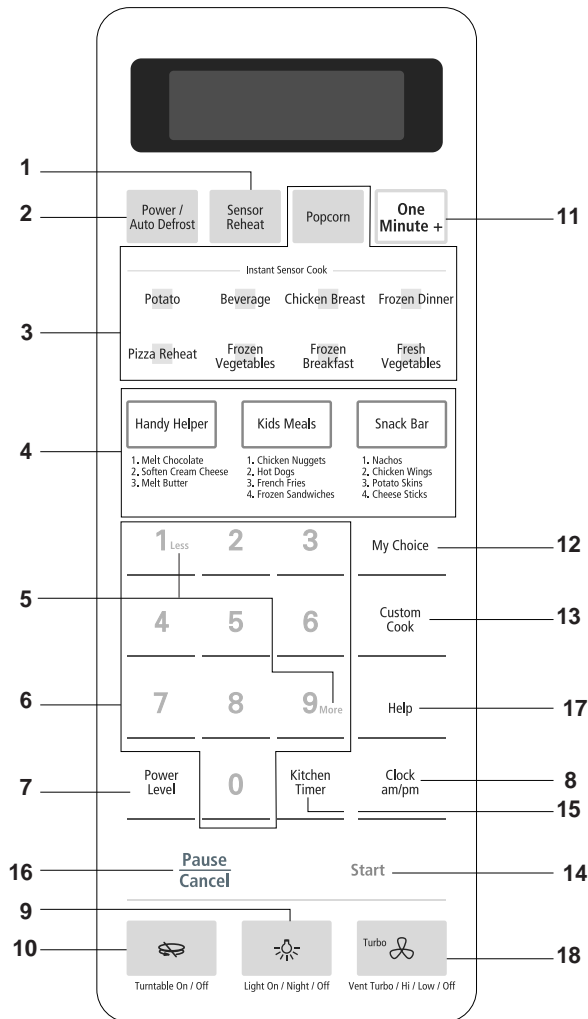 1
2
Power /
Auto Defrost
Sensor
Reheat
Popcorn
One
Minute +
11
Instant Sensor Cook
3
Potato
Beverage
Chicken Breast
Frozen Dinner
Pizza Reheat
Frozen
Vegetables
Frozen
Breakfast
Fresh
Vegetables
4
Handy Helper
1. Melt Chocolate
2. Soften Cream Cheese
3. Melt Butter
Kids Meals
1. Chicken Nuggets
2. Hot Dogs
3. French Fries
4. Frozen Sandwiches
Snack Bar
1. Nachos
2. Chicken Wings
3. Potato Skins
4. Cheese Sticks
1 Less
2
3
My Choice
12
5
4
5
6
Custom
Cook
13
6
7
8
9 More
Help
17
7
Power
Level
0
Kitchen
Timer
Clock
am/pm
8
15
16
Pause
Cancel
Start
14
9
10
Turbo
18
Turntable On / Off
Light On / Night / Off
Vent Turbo / Hi / Low / Off